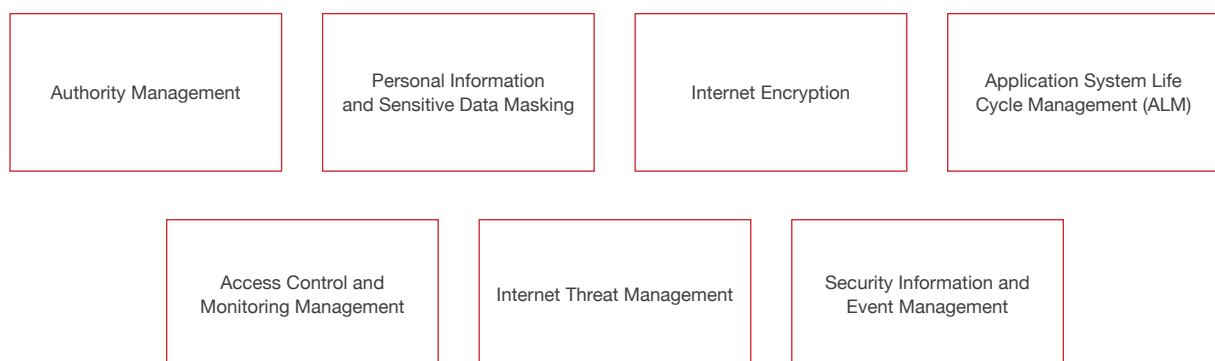 Authority Management
Personal Information
and Sensitive Data Masking
Internet Encryption
Application System Life
Cycle Management (ALM)
Access Control and
Monitoring Management
Internet Threat Management
Security Information and
Event Management